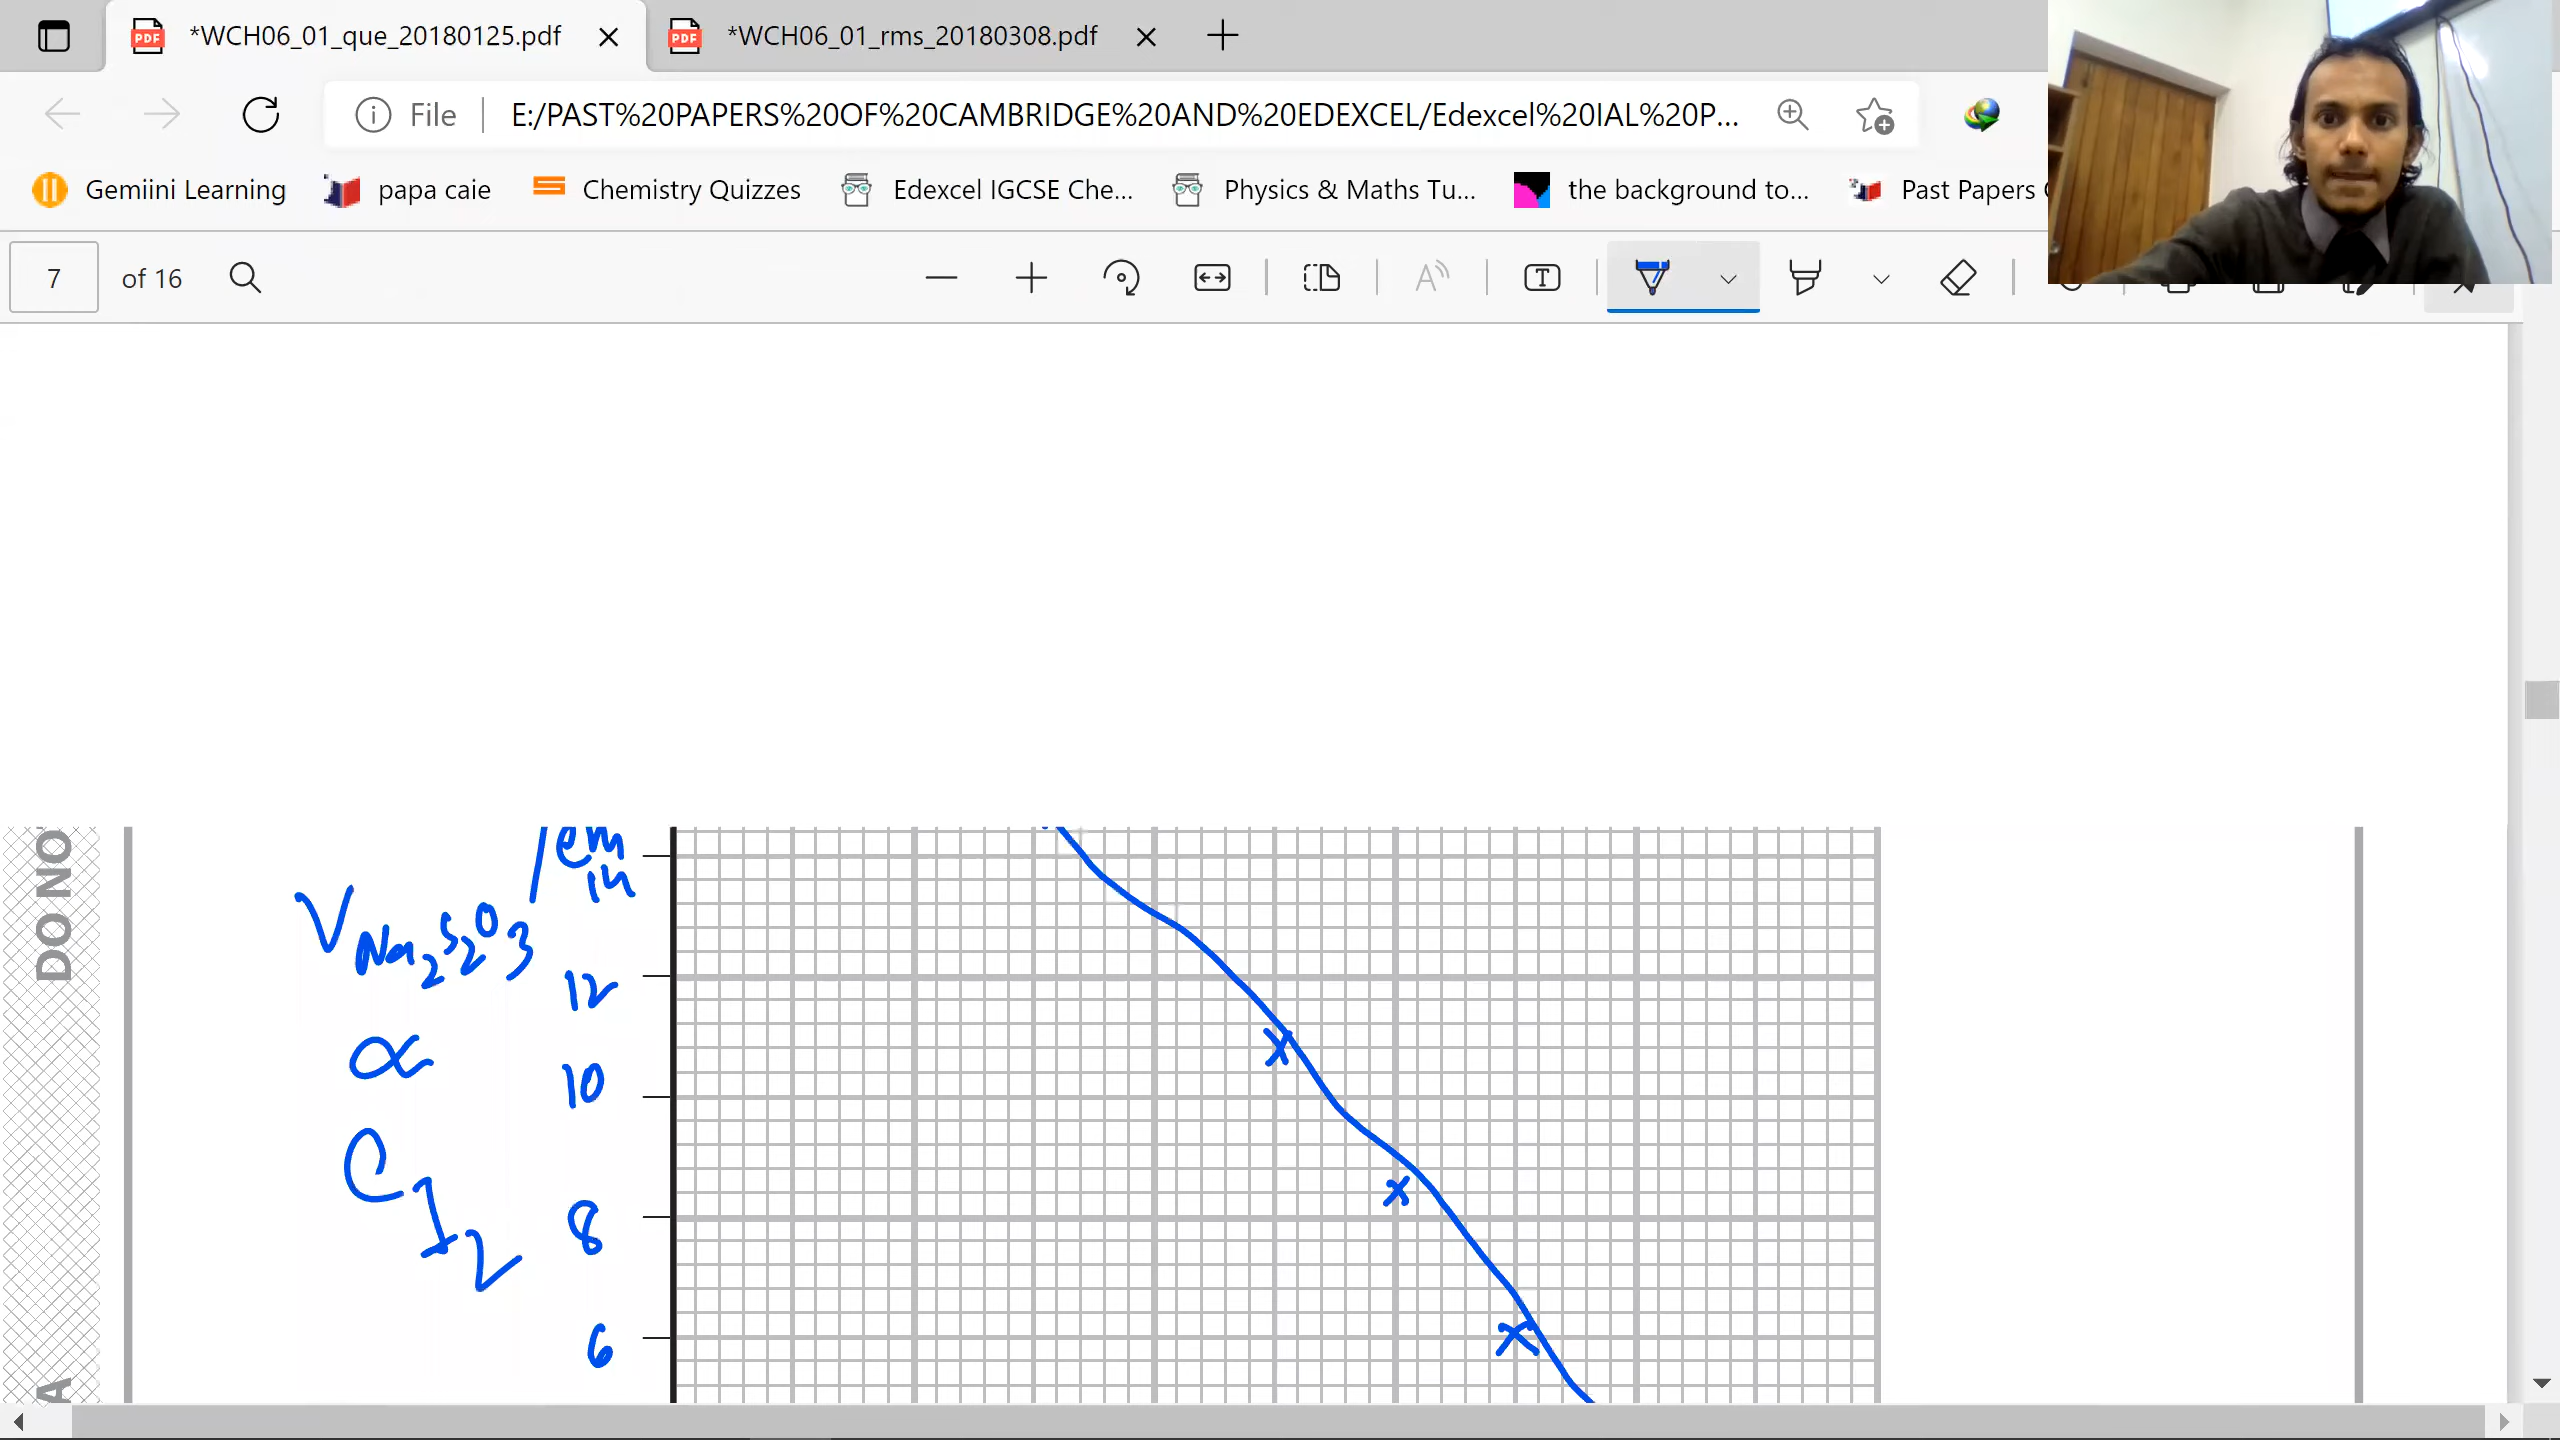 *WCH06_01_que_20180125.pdf *WCH06_01_rms_20180308.pdf
File E:/PAST%20PAPERS%20OF%20CAMBRIDGE%20AND%20EDEXCEL/Edexcel%20IAL%20P...
Gemiini Learning papa caie Chemistry Quizzes Edexcel IGCSE Che... Physics & Maths Tu... the background to... Past Papers
7 of 16
DO NO
A
/cm
14
V Na2S2O3
12
∝
10
C I2
8
6